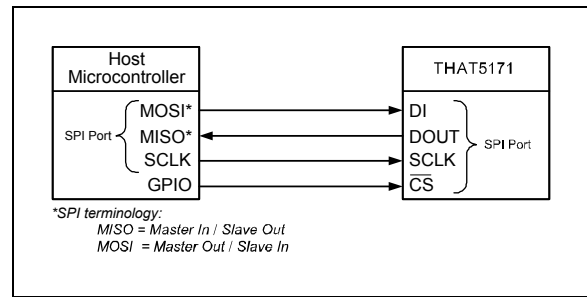 Host
Microcontroller
THAT5171
SPI Port
MOSI*
MISO*
SCLK
GPIO
DI
DOUT
SCLK
CS
SPI Port
*SPI terminology:
MISO = Master In / Slave Out
MOSI = Master Out / Slave In